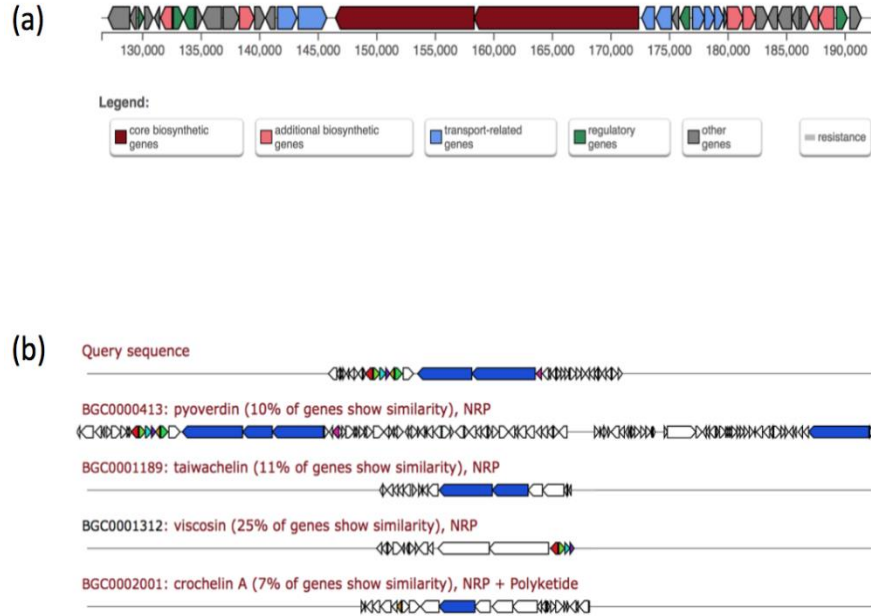 (a)
130,000 135,000 140,000 145,000 150,000 155,000 160,000 165,000 170,000 175,000 180,000 185,000 190,000
Legend:
core biosynthetic genes
additional biosynthetic genes
transport-related genes
regulatory genes
other genes
resistance
(b)
Query sequence
BGC0000413: pyoverdin (10% of genes show similarity), NRP
BGC0001189: taiwachelin (11% of genes show similarity), NRP
BGC0001312: viscosin (25% of genes show similarity), NRP
BGC0002001: crochelin A (7% of genes show similarity), NRP + Polyketide